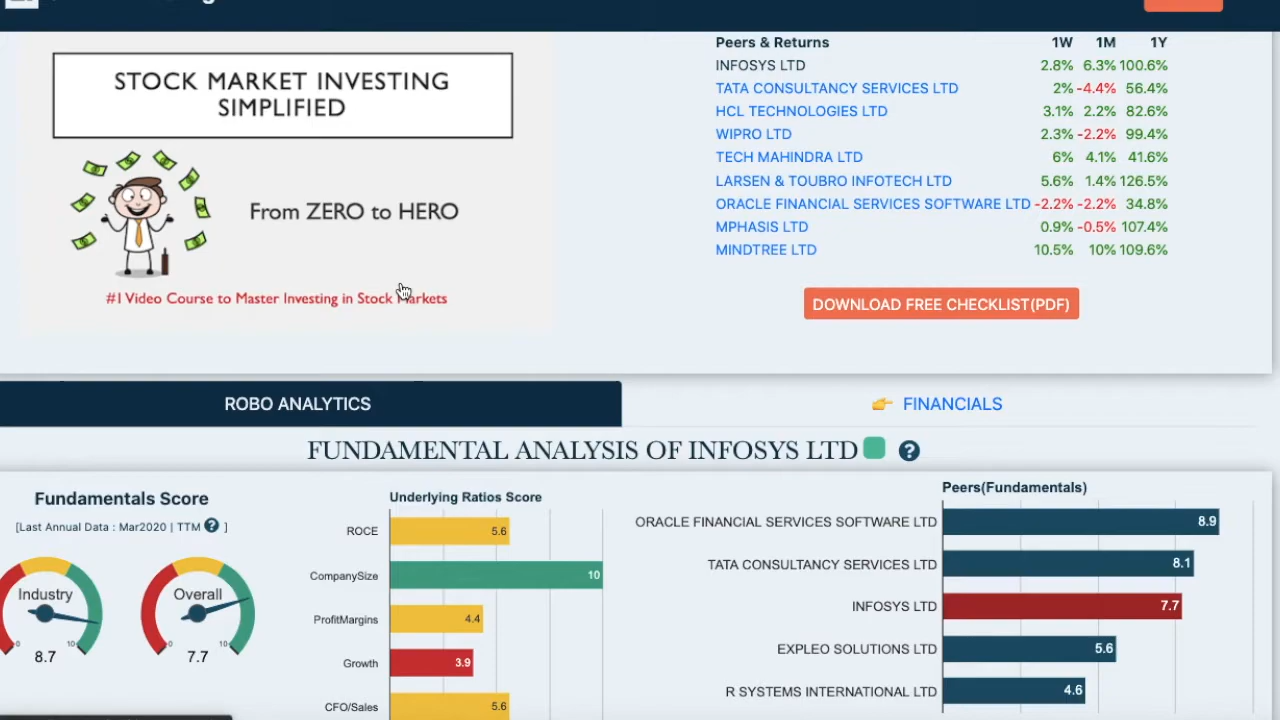 STOCK MARKET INVESTING
SIMPLIFIED
From ZERO to HERO
#1 Video Course to Master Investing in Stock Markets
Peers & Returns 1W 1M 1Y
INFOSYS LTD 2.8% 6.3% 100.6%
TATA CONSULTANCY SERVICES LTD 2% -4.4% 56.4%
HCL TECHNOLOGIES LTD 3.1% 2.2% 82.6%
WIPRO LTD 2.3% -2.2% 99.4%
TECH MAHINDRA LTD 6% 4.1% 41.6%
LARSEN & TOUBRO INFOTECH LTD 5.6% 1.4% 126.5%
ORACLE FINANCIAL SERVICES SOFTWARE LTD -2.2% -2.2% 34.8%
MPHASIS LTD 0.9% -0.5% 107.4%
MINDTREE LTD 10.5% 10% 109.6%
DOWNLOAD FREE CHECKLIST(PDF)
ROBO ANALYTICS
FINANCIALS
FUNDAMENTAL ANALYSIS OF INFOSYS LTD ?
Fundamentals Score
[Last Annual Data : Mar2020 | TTM ? ]
Industry
0 10
8.7
Overall
0 10
7.7
Underlying Ratios Score
ROCE 5.6
CompanySize 10
ProfitMargins 4.4
Growth 3.9
CFO/Sales 5.6
Peers(Fundamentals)
ORACLE FINANCIAL SERVICES SOFTWARE LTD 8.9
TATA CONSULTANCY SERVICES LTD 8.1
INFOSYS LTD 7.7
EXPLEO SOLUTIONS LTD 5.6
R SYSTEMS INTERNATIONAL LTD 4.6